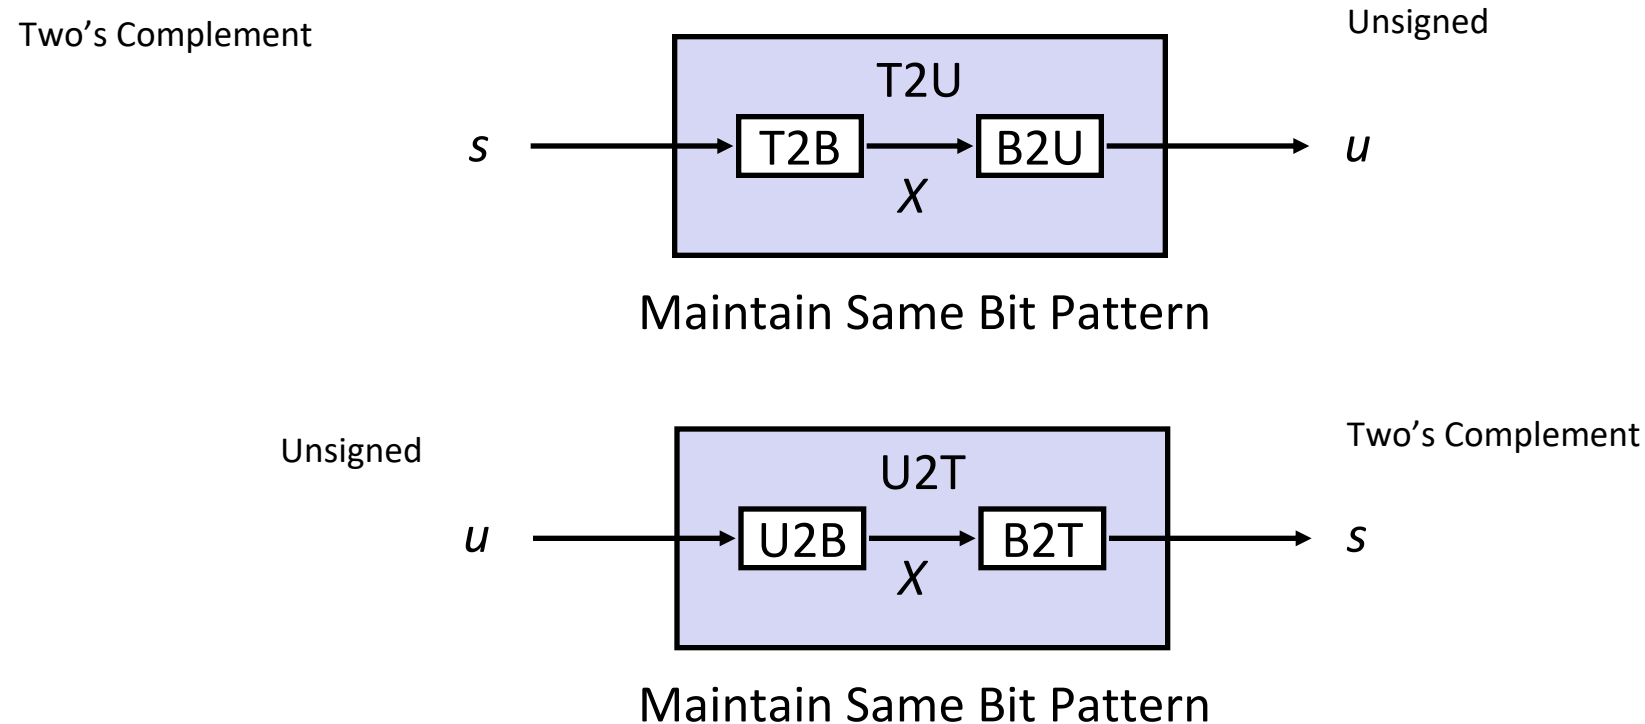 Two’s Complement
Unsigned
T2U
s
T2B
B2U
u
X
Maintain Same Bit Pattern
Unsigned
Two’s Complement
U2T
u
U2B
B2T
s
X
Maintain Same Bit Pattern